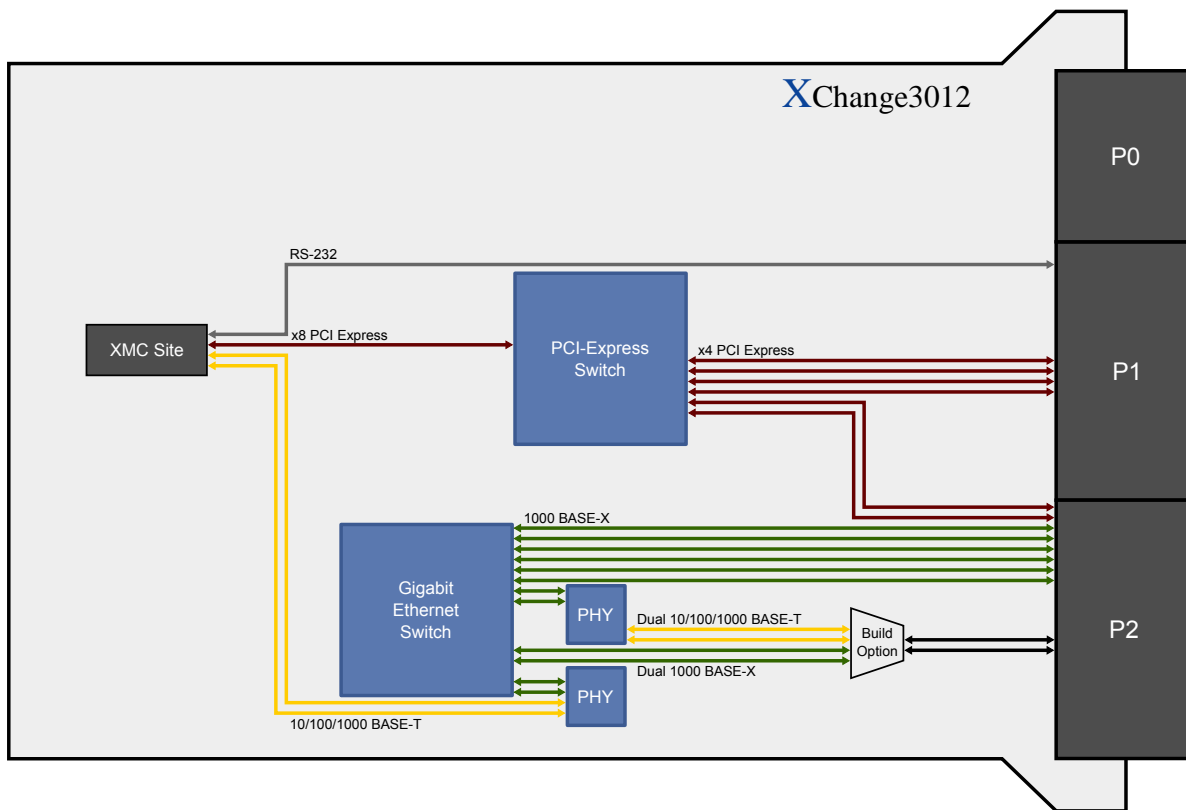 XChange3012
P0
RS-232
x8 PCI Express
XMC Site
PCI-Express
Switch
x4 PCI Express
P1
1000 BASE-X
Gigabit
Ethernet
Switch
PHY
Dual 10/100/1000 BASE-T
Build
Option
P2
Dual 1000 BASE-X
PHY
10/100/1000 BASE-T